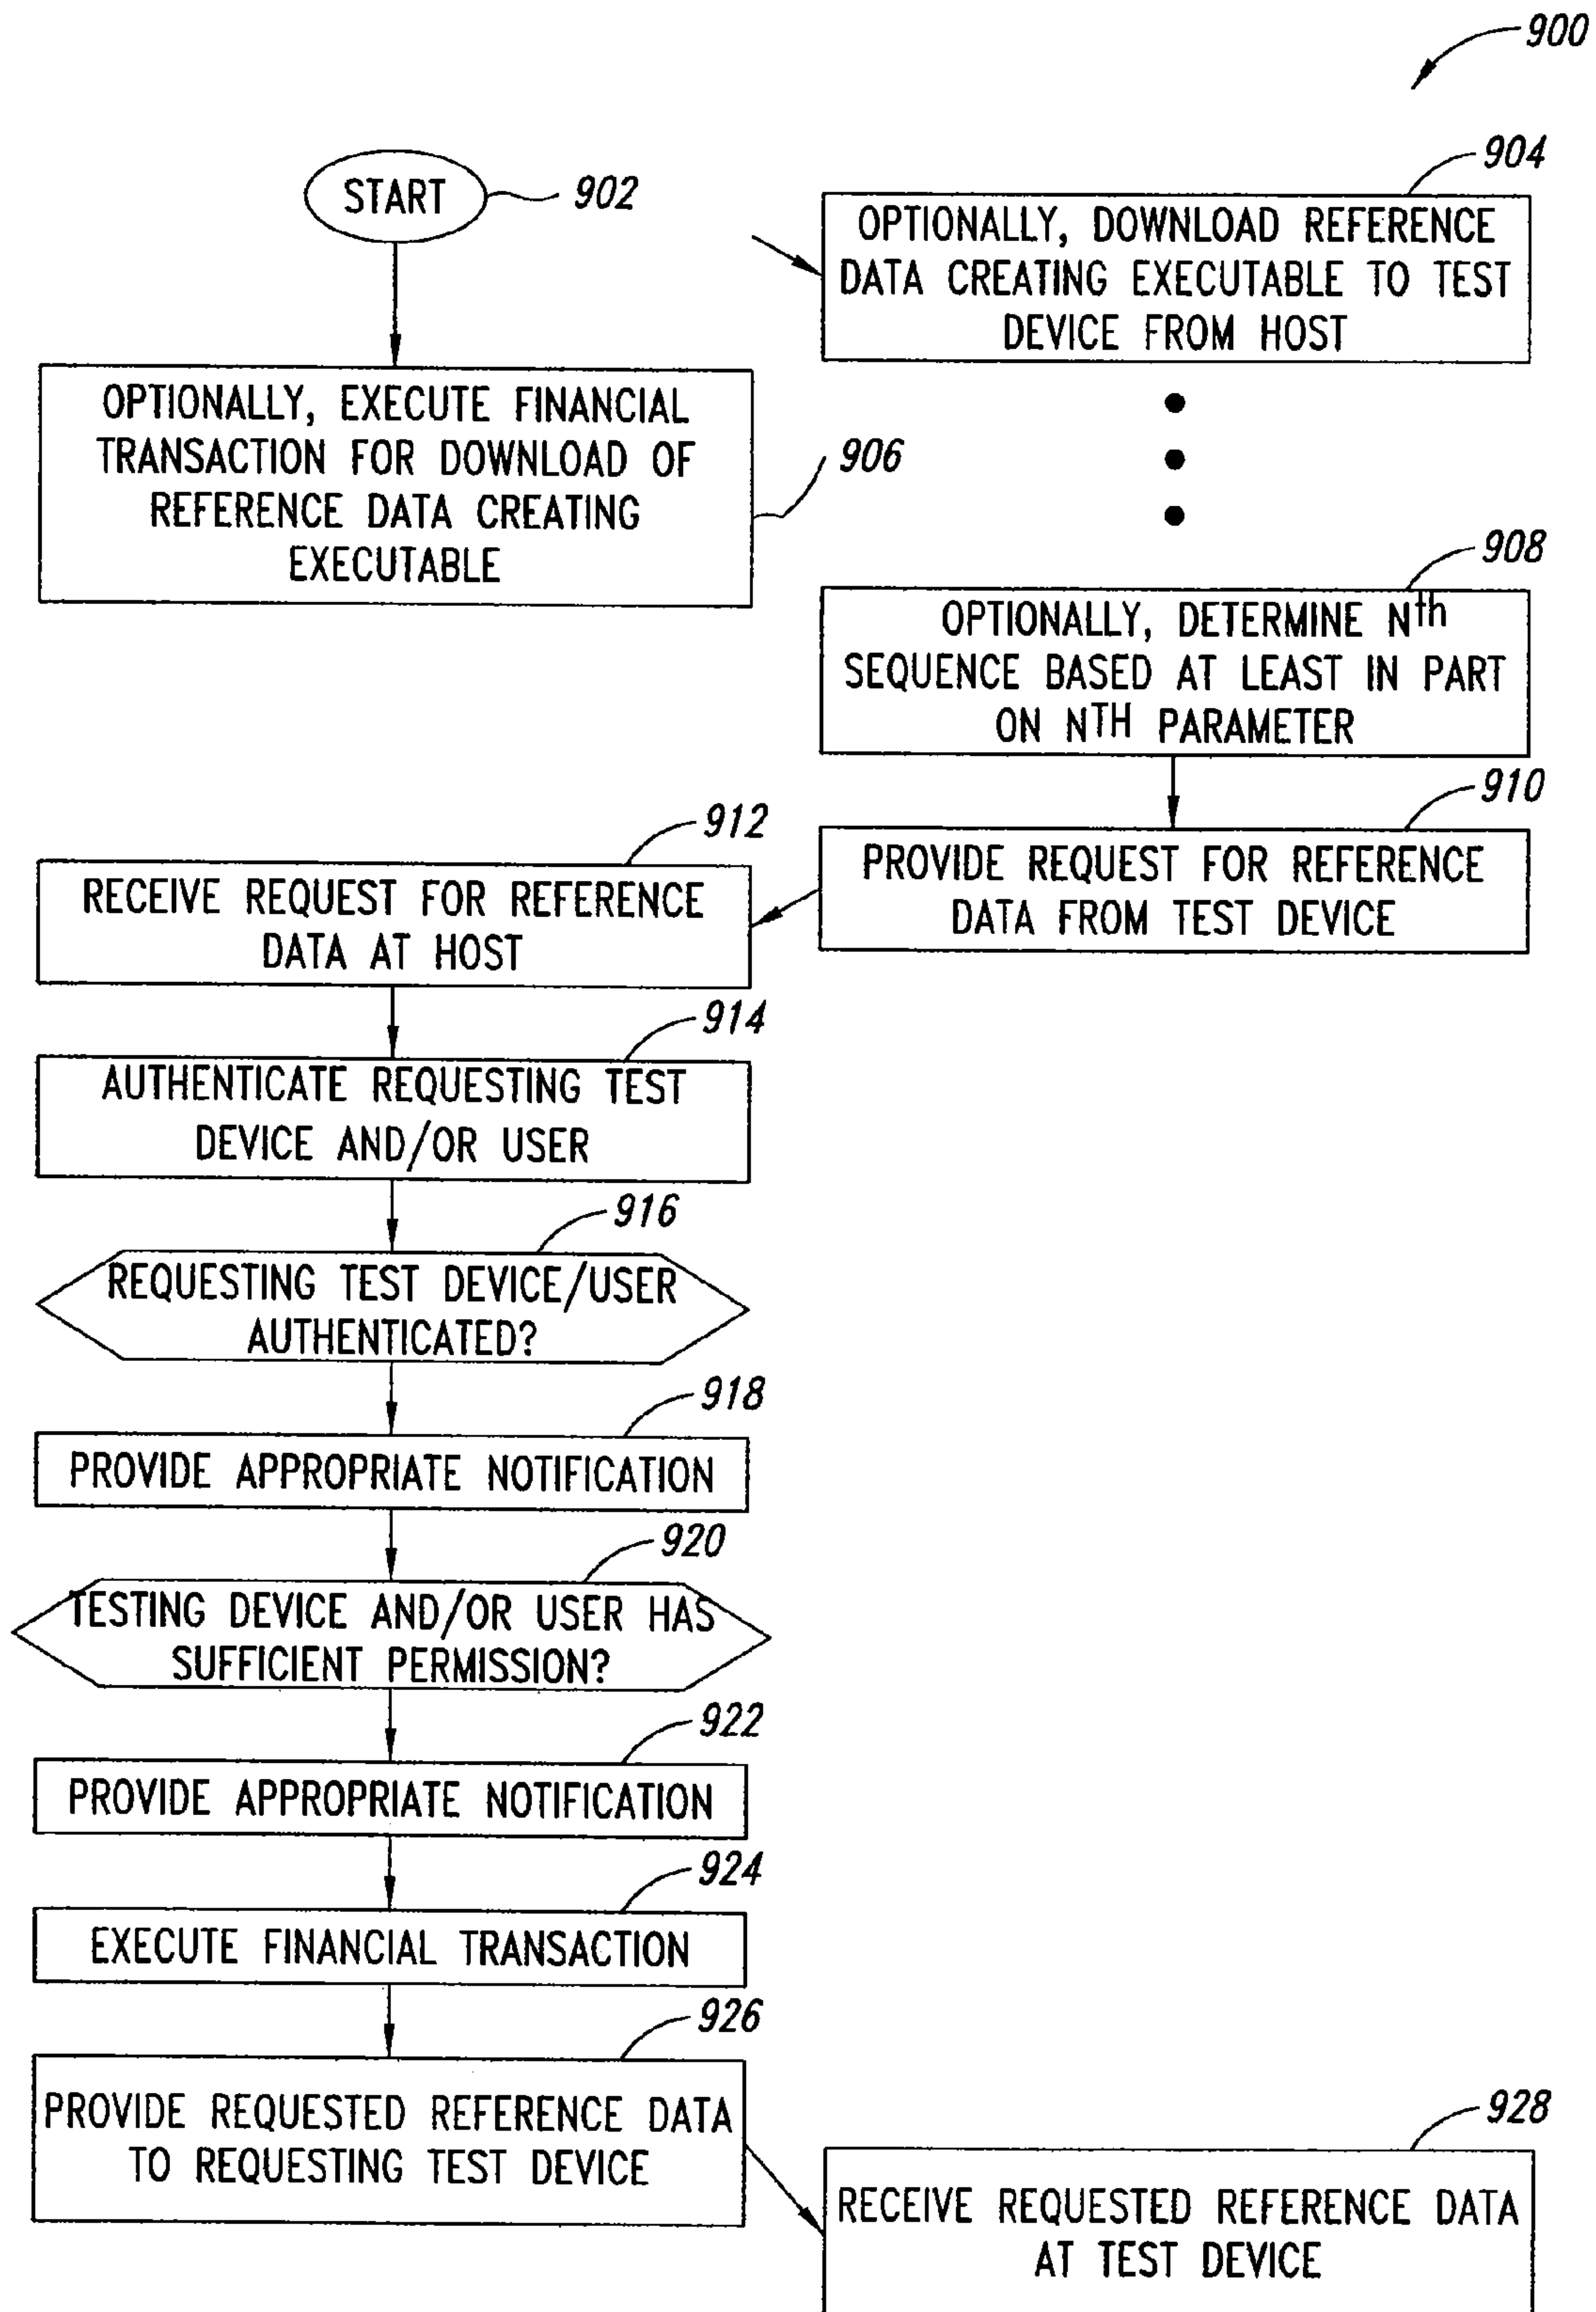 900
START
902
904
OPTIONALLY, DOWNLOAD REFERENCE
DATA CREATING EXECUTABLE TO TEST
DEVICE FROM HOST
OPTIONALLY, EXECUTE FINANCIAL
TRANSACTION FOR DOWNLOAD OF
REFERENCE DATA CREATING
EXECUTABLE
906
908
OPTIONALLY, DETERMINE Nth
SEQUENCE BASED AT LEAST IN PART
ON NTH PARAMETER
910
PROVIDE REQUEST FOR REFERENCE
DATA FROM TEST DEVICE
912
RECEIVE REQUEST FOR REFERENCE
DATA AT HOST
914
AUTHENTICATE REQUESTING TEST
DEVICE AND/OR USER
916
REQUESTING TEST DEVICE/USER
AUTHENTICATED?
918
PROVIDE APPROPRIATE NOTIFICATION
920
TESTING DEVICE AND/OR USER HAS
SUFFICIENT PERMISSION?
922
PROVIDE APPROPRIATE NOTIFICATION
924
EXECUTE FINANCIAL TRANSACTION
926
PROVIDE REQUESTED REFERENCE DATA
TO REQUESTING TEST DEVICE
928
RECEIVE REQUESTED REFERENCE DATA
AT TEST DEVICE